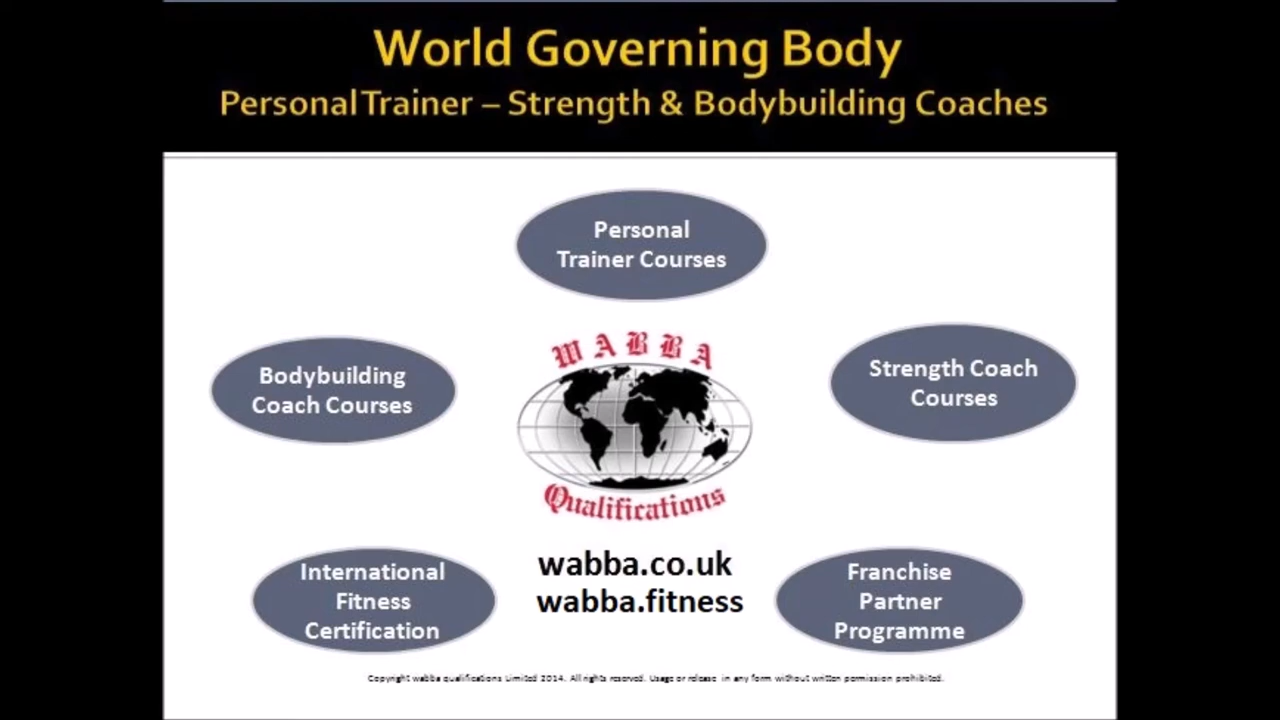 World Governing Body
Personal Trainer – Strength & Bodybuilding Coaches
Personal
Trainer Courses
Bodybuilding
Coach Courses
Strength Coach
Courses
WABBA
Qualifications
International
Fitness
Certification
wabba.co.uk
wabba.fitness
Franchise
Partner
Programme
Copyright wabba qualifications Limited 2014. All rights reserved. Usage or release in any form without written permission prohibited.